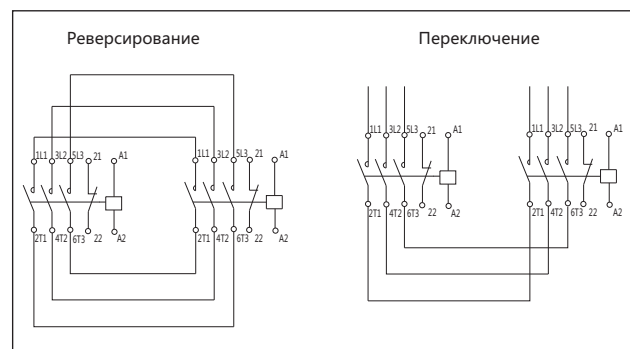 Реверсирование Переключение
1L1 3L2 5L3 21 A1 1L1 3L2 5L3 21 A1
1L1 3L2 5L3 21 A1 1L1 3L2 5L3 21 A1
2T1 4T2 6T3 22 A2 2T1 4T2 6T3 22 A2
2T1 4T2 6T3 22 A2 2T1 4T2 6T3 22 A2